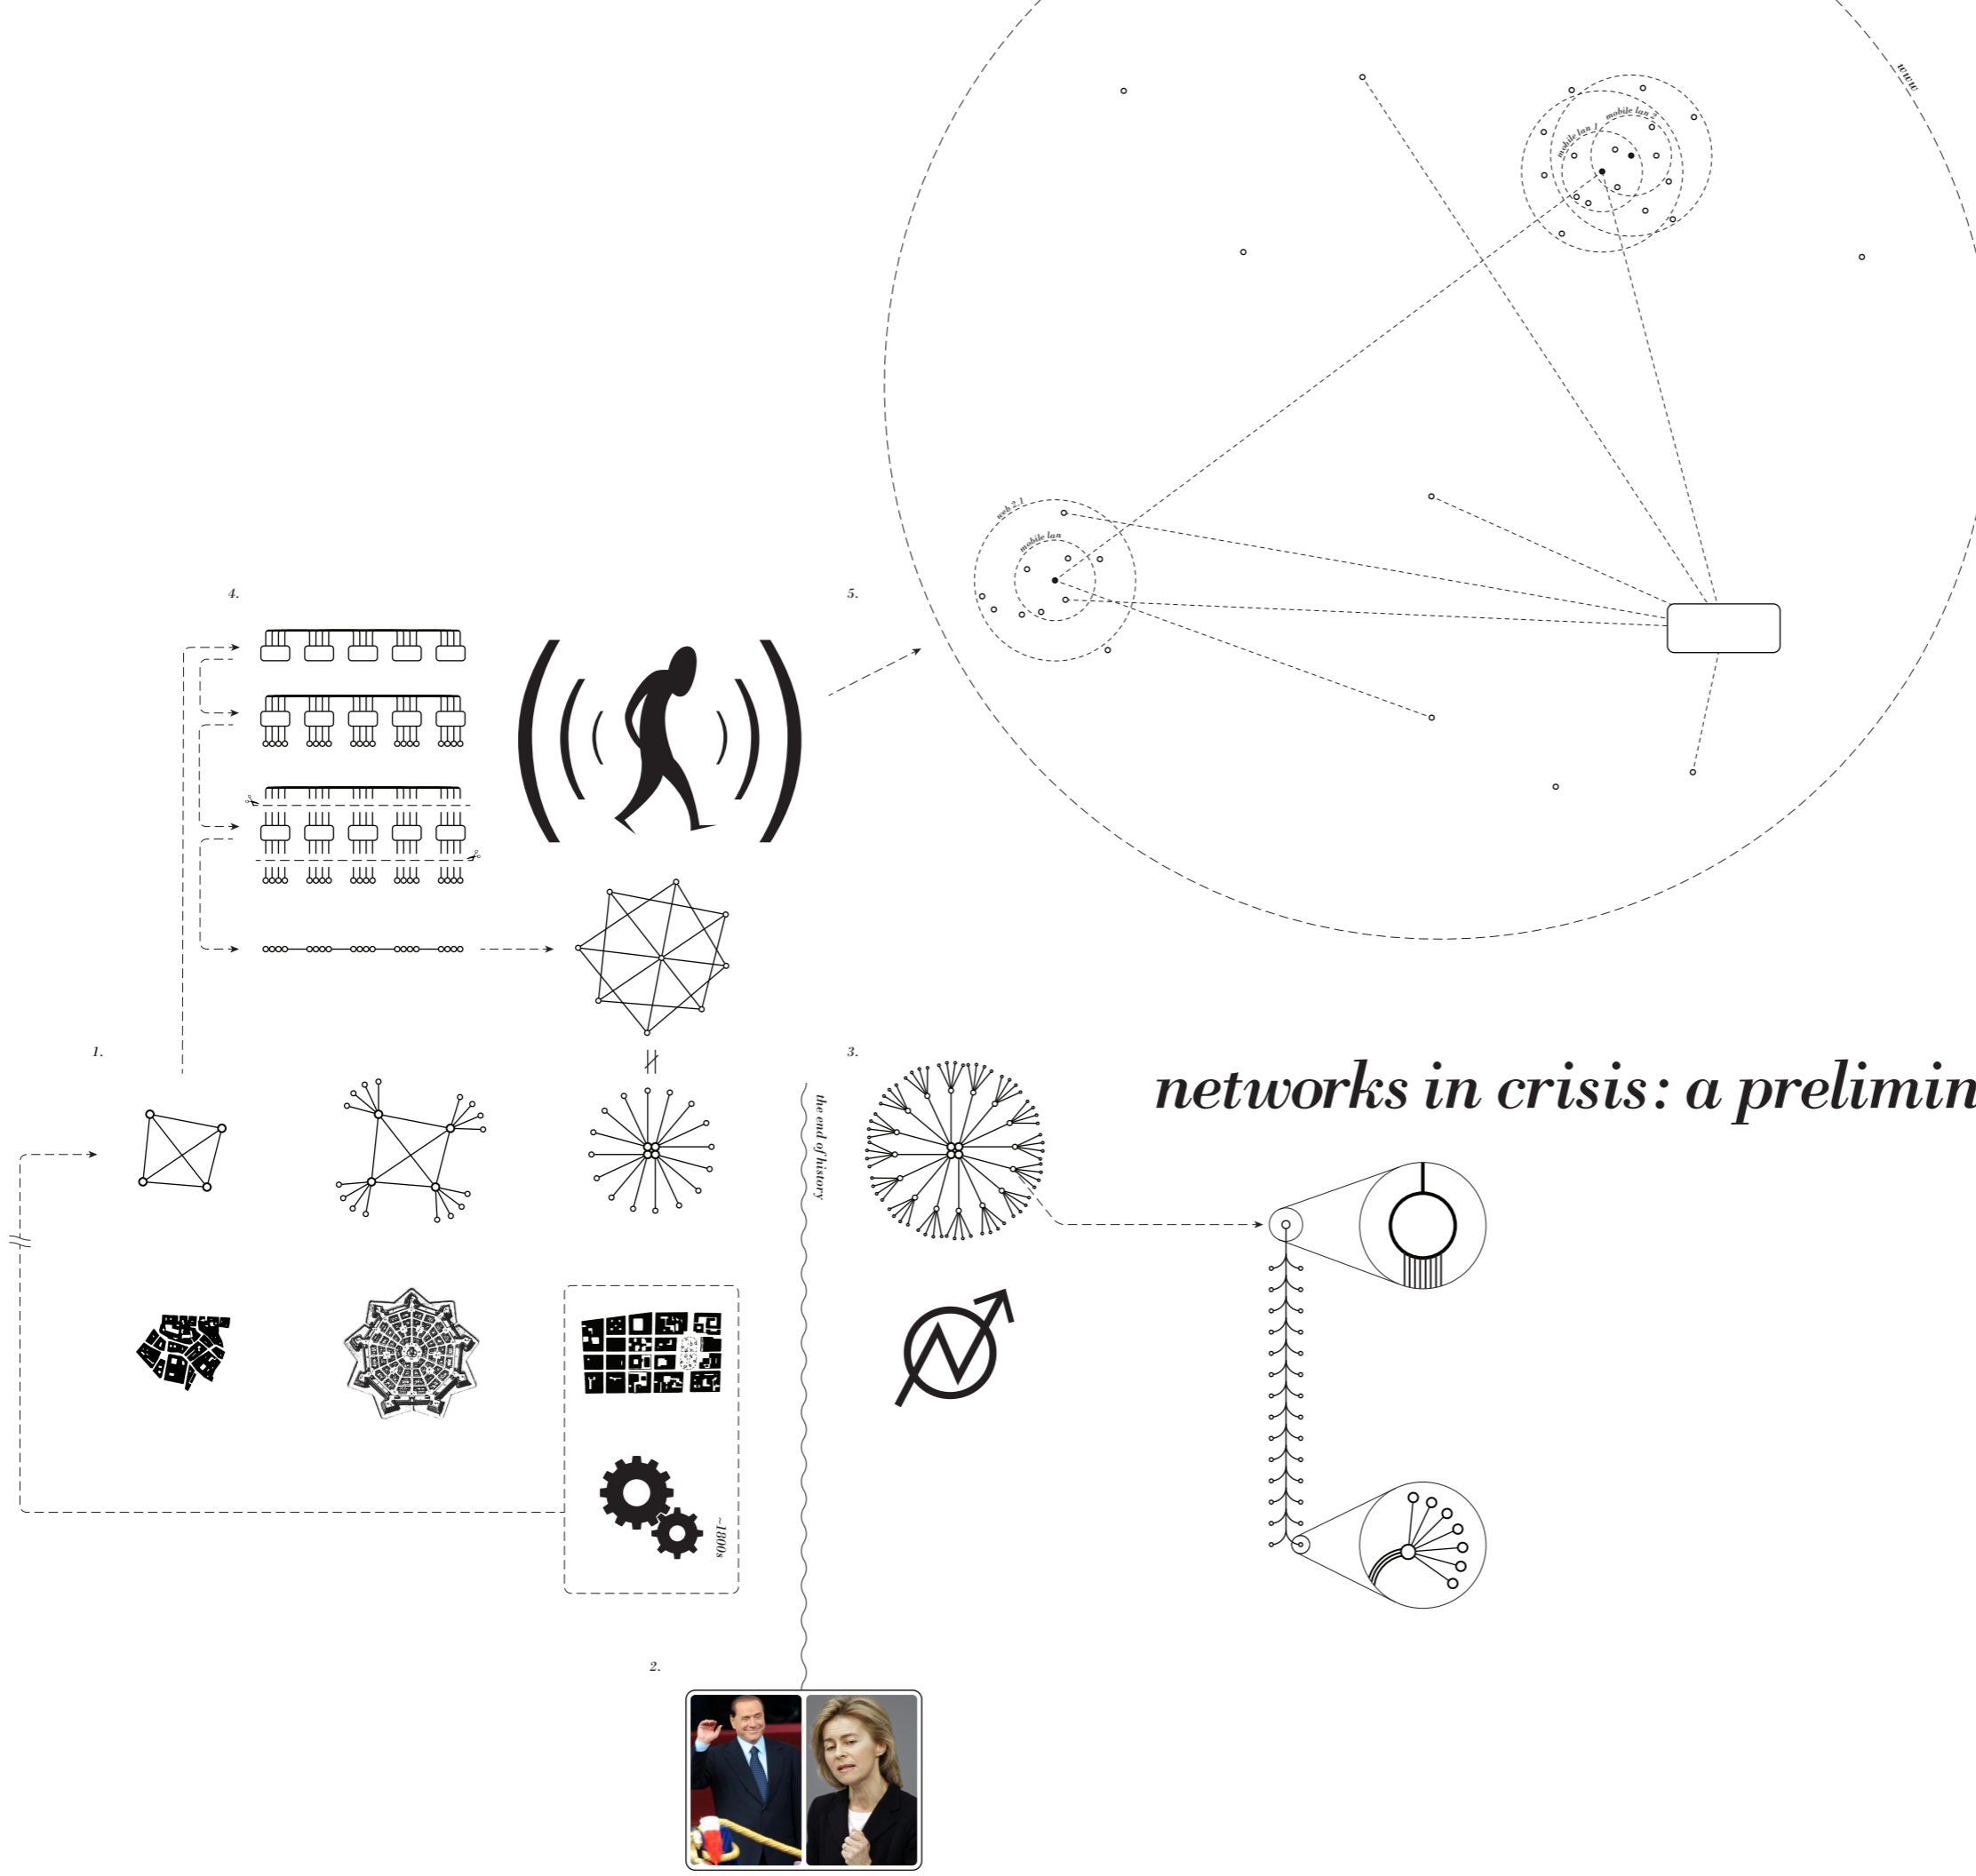 www
mobile lan 2
mobile lan 1
web 2.1
mobile lan
4.
5.
1.
3.
networks in crisis: a prelimin
the end of history
~1800s
2.